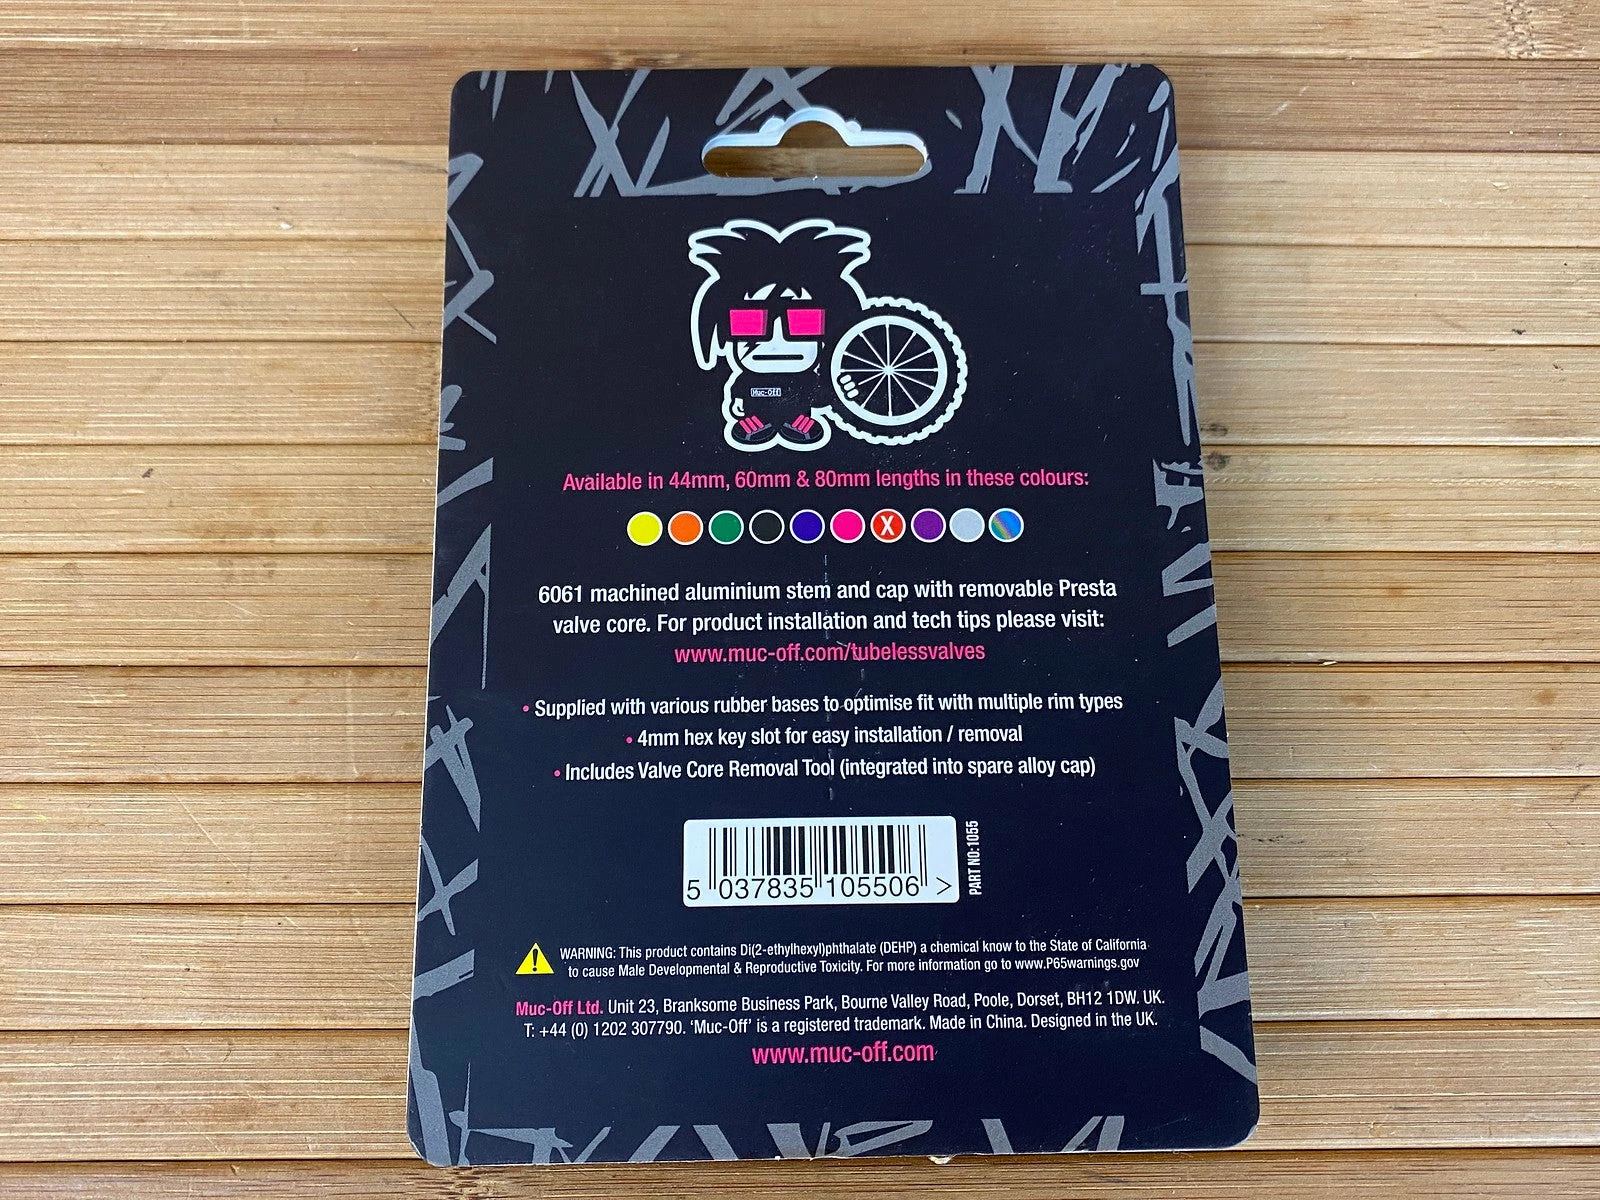 Muc-Off
Available in 44mm, 60mm & 80mm lengths in these colours:
X
6061 machined aluminium stem and cap with removable Presta
valve core. For product installation and tech tips please visit:
www.muc-off.com/tubelessvalves
• Supplied with various rubber bases to optimise fit with multiple rim types
• 4mm hex key slot for easy installation / removal
• Includes Valve Core Removal Tool (integrated into spare alloy cap)
5 037835 105506 >
PART NO:1055
WARNING: This product contains Di(2-ethylhexyl)phthalate (DEHP) a chemical know to the State of California
to cause Male Developmental & Reproductive Toxicity. For more information go to www.P65warnings.gov
Muc-Off Ltd. Unit 23, Branksome Business Park, Bourne Valley Road, Poole, Dorset, BH12 1DW. UK.
T: +44 (0) 1202 307790. 'Muc-Off' is a registered trademark. Made in China. Designed in the UK.
www.muc-off.com